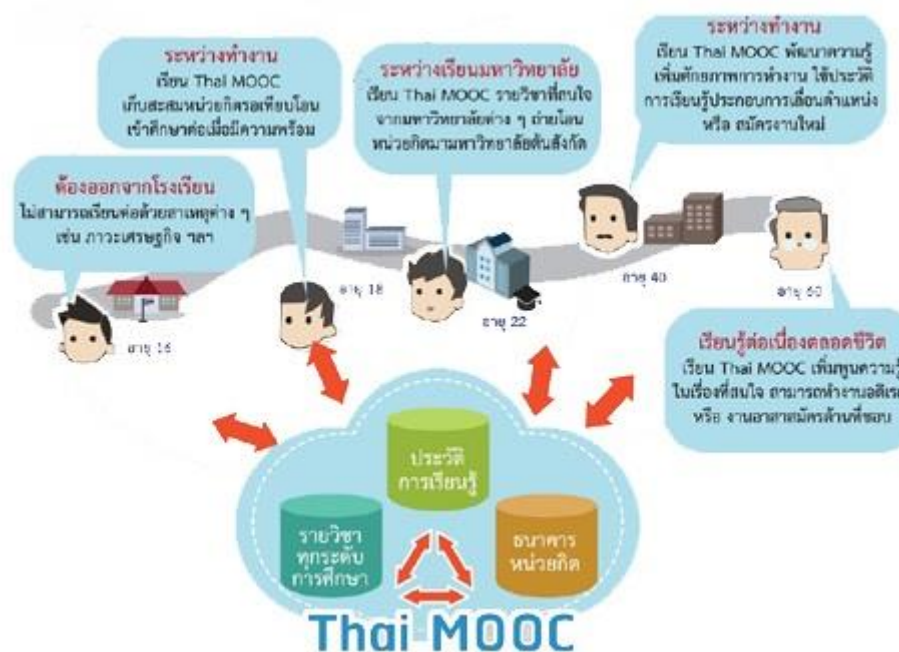 ระหว่างทำงาน
เรียน Thai MOOC
เก็บสะสมหน่วยกิตรอเทียบโอน
เข้าศึกษาต่อเมื่อมีความพร้อม
ระหว่างเรียนมหาวิทยาลัย
เรียน Thai MOOC รายวิชาที่สนใจ
จากมหาวิทยาลัยต่าง ๆ ถ่ายโอน
หน่วยกิตมามหาวิทยาลัยต้นสังกัด
ระหว่างทำงาน
เรียน Thai MOOC พัฒนาความรู้
เพิ่มศักยภาพการทำงาน ใช้ประวัติ
การเรียนรู้ประกอบการเลื่อนตำแหน่ง
หรือ สมัครงานใหม่
ต้องออกจากโรงเรียน
ไม่สามารถเรียนต่อด้วยสาเหตุต่าง ๆ
เช่น ภาวะเศรษฐกิจ ฯลฯ
อายุ 16
อายุ 18
อายุ 22
อายุ 40
อายุ 60
เรียนรู้ต่อเนื่องตลอดชีวิต
เรียน Thai MOOC เพิ่มพูนความรู้
ในเรื่องที่สนใจ สามารถทำงานอดิเรก
หรือ งานอาสาสมัครด้านที่ชอบ
ประวัติ
การเรียนรู้
รายวิชา
ทุกระดับ
การศึกษา
ธนาคาร
หน่วยกิต
Thai MOOC